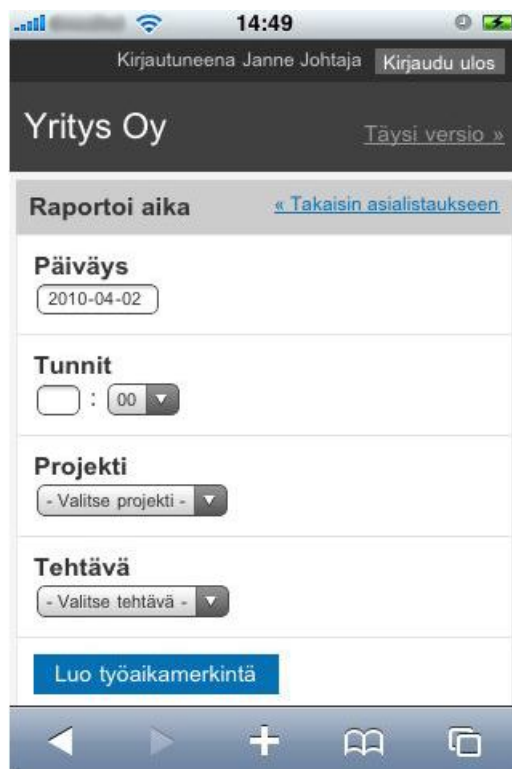 14:49
Kirjautuneena Janne Johtaja Kirjaudu ulos
Yritys Oy Täysi versio »
Raportoi aika « Takaisin asialistaukseen
Päiväys
2010-04-02
Tunnit
: 00
Projekti
- Valitse projekti -
Tehtävä
- Valitse tehtävä -
Luo työaikamerkintä